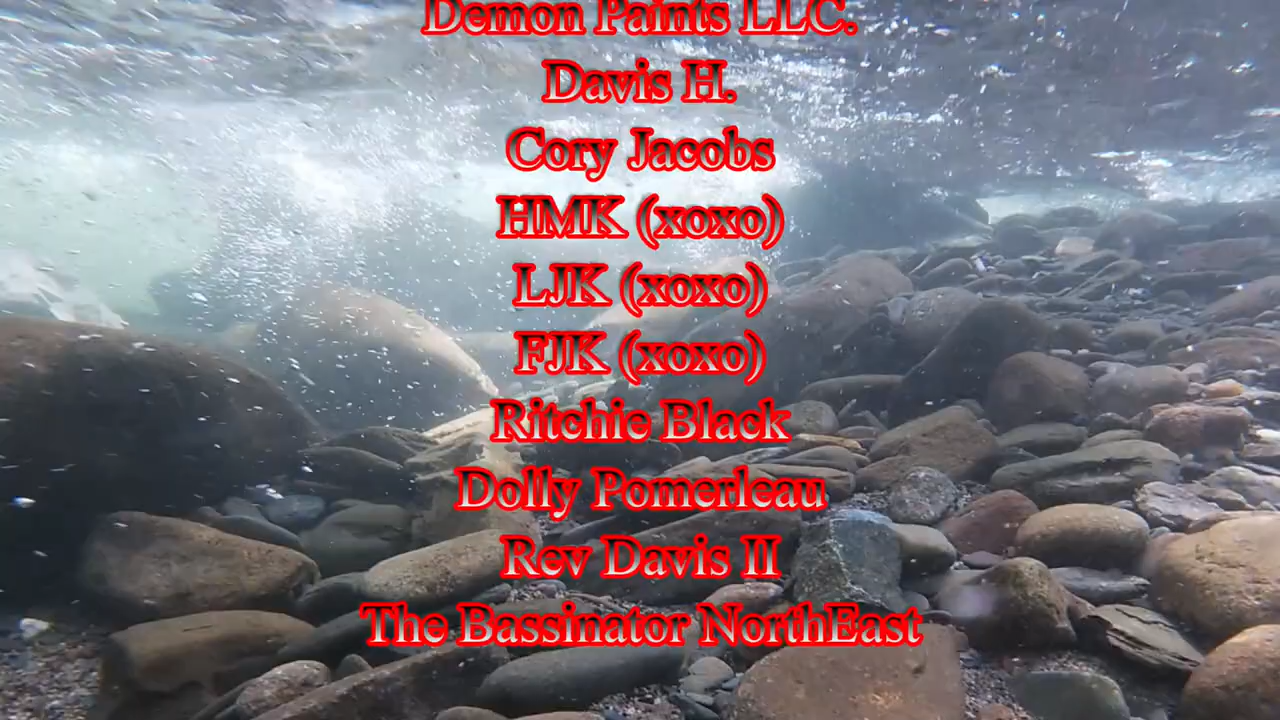 Demon Paints LLC.
Davis H.
Cory Jacobs
HMK (xoxo)
LJK (xoxo)
FJK (xoxo)
Ritchie Black
Dolly Pomerleau
Rev Davis II
The Bassinator NorthEast